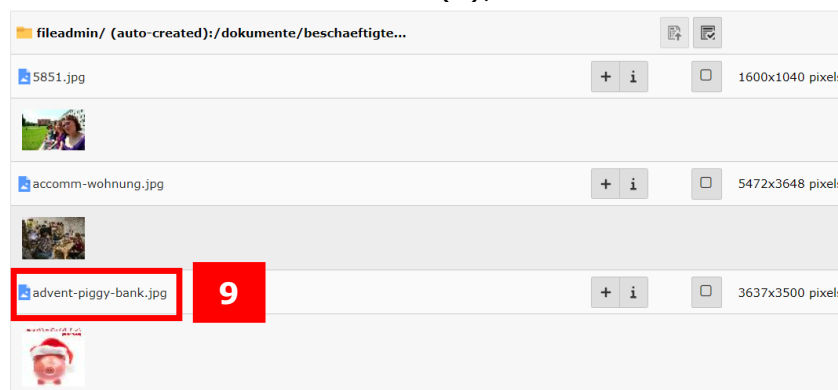 fileadmin/ (auto-created):/dokumente/beschaeftigte...
5851.jpg + i 1600x1040 pixels
accomm-wohnung.jpg + i 5472x3648 pixels
advent-piggy-bank.jpg 9 + i 3637x3500 pixels